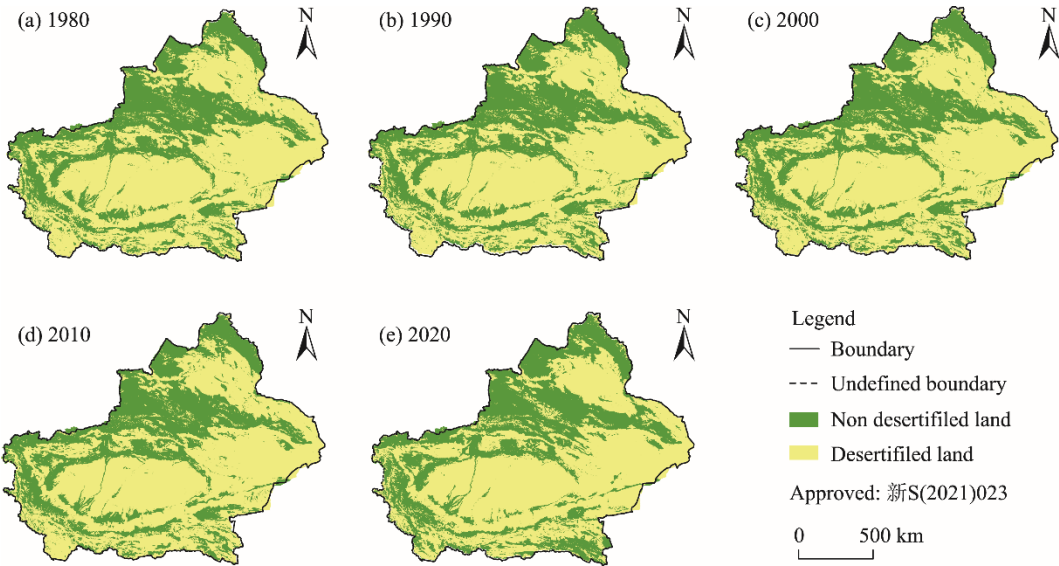 (a) 1980
N
(b) 1990
N
(c) 2000
N
(d) 2010
N
(e) 2020
N
Legend
Boundary
Undefined boundary
Non desertifiled land
Desertifiled land
Approved: 新S(2021)023
0 500 km